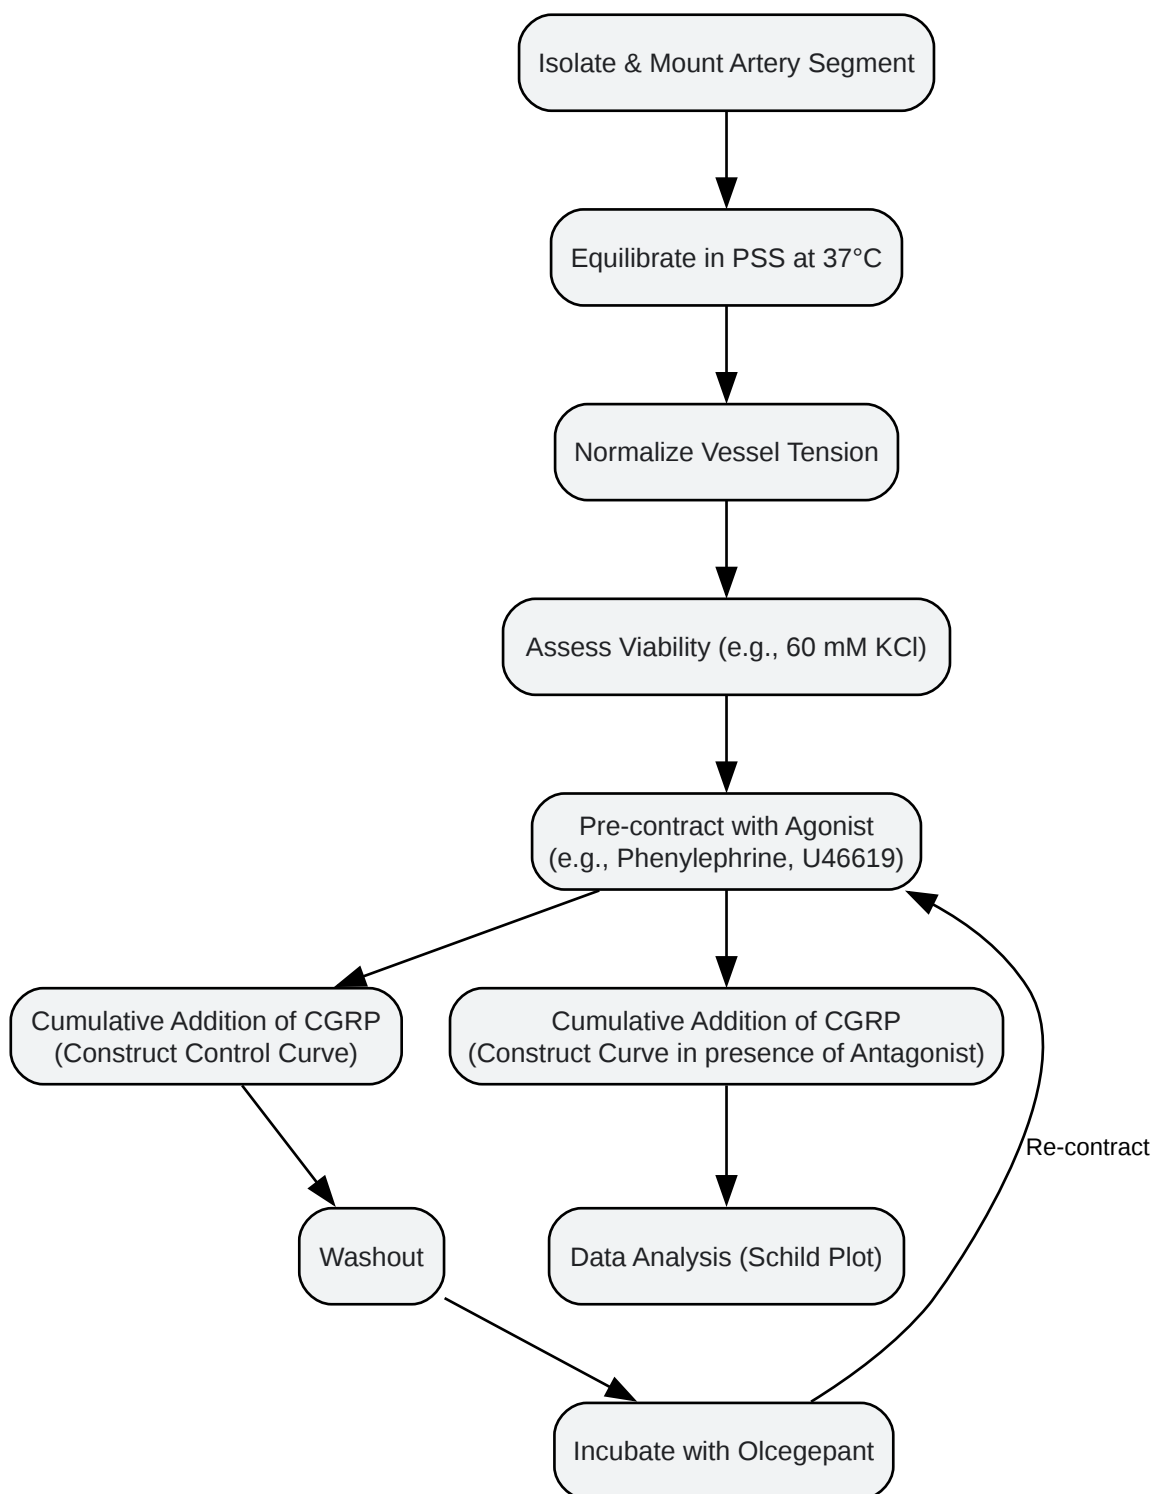 Isolate & Mount Artery Segment
Equilibrate in PSS at 37°C
Normalize Vessel Tension
Assess Viability (e.g., 60 mM KCl)
Pre-contract with Agonist
(e.g., Phenylephrine, U46619)
Cumulative Addition of CGRP
(Construct Control Curve)
Cumulative Addition of CGRP
(Construct Curve in presence of Antagonist)
Re-contract
Washout
Data Analysis (Schild Plot)
Incubate with Olcegepant